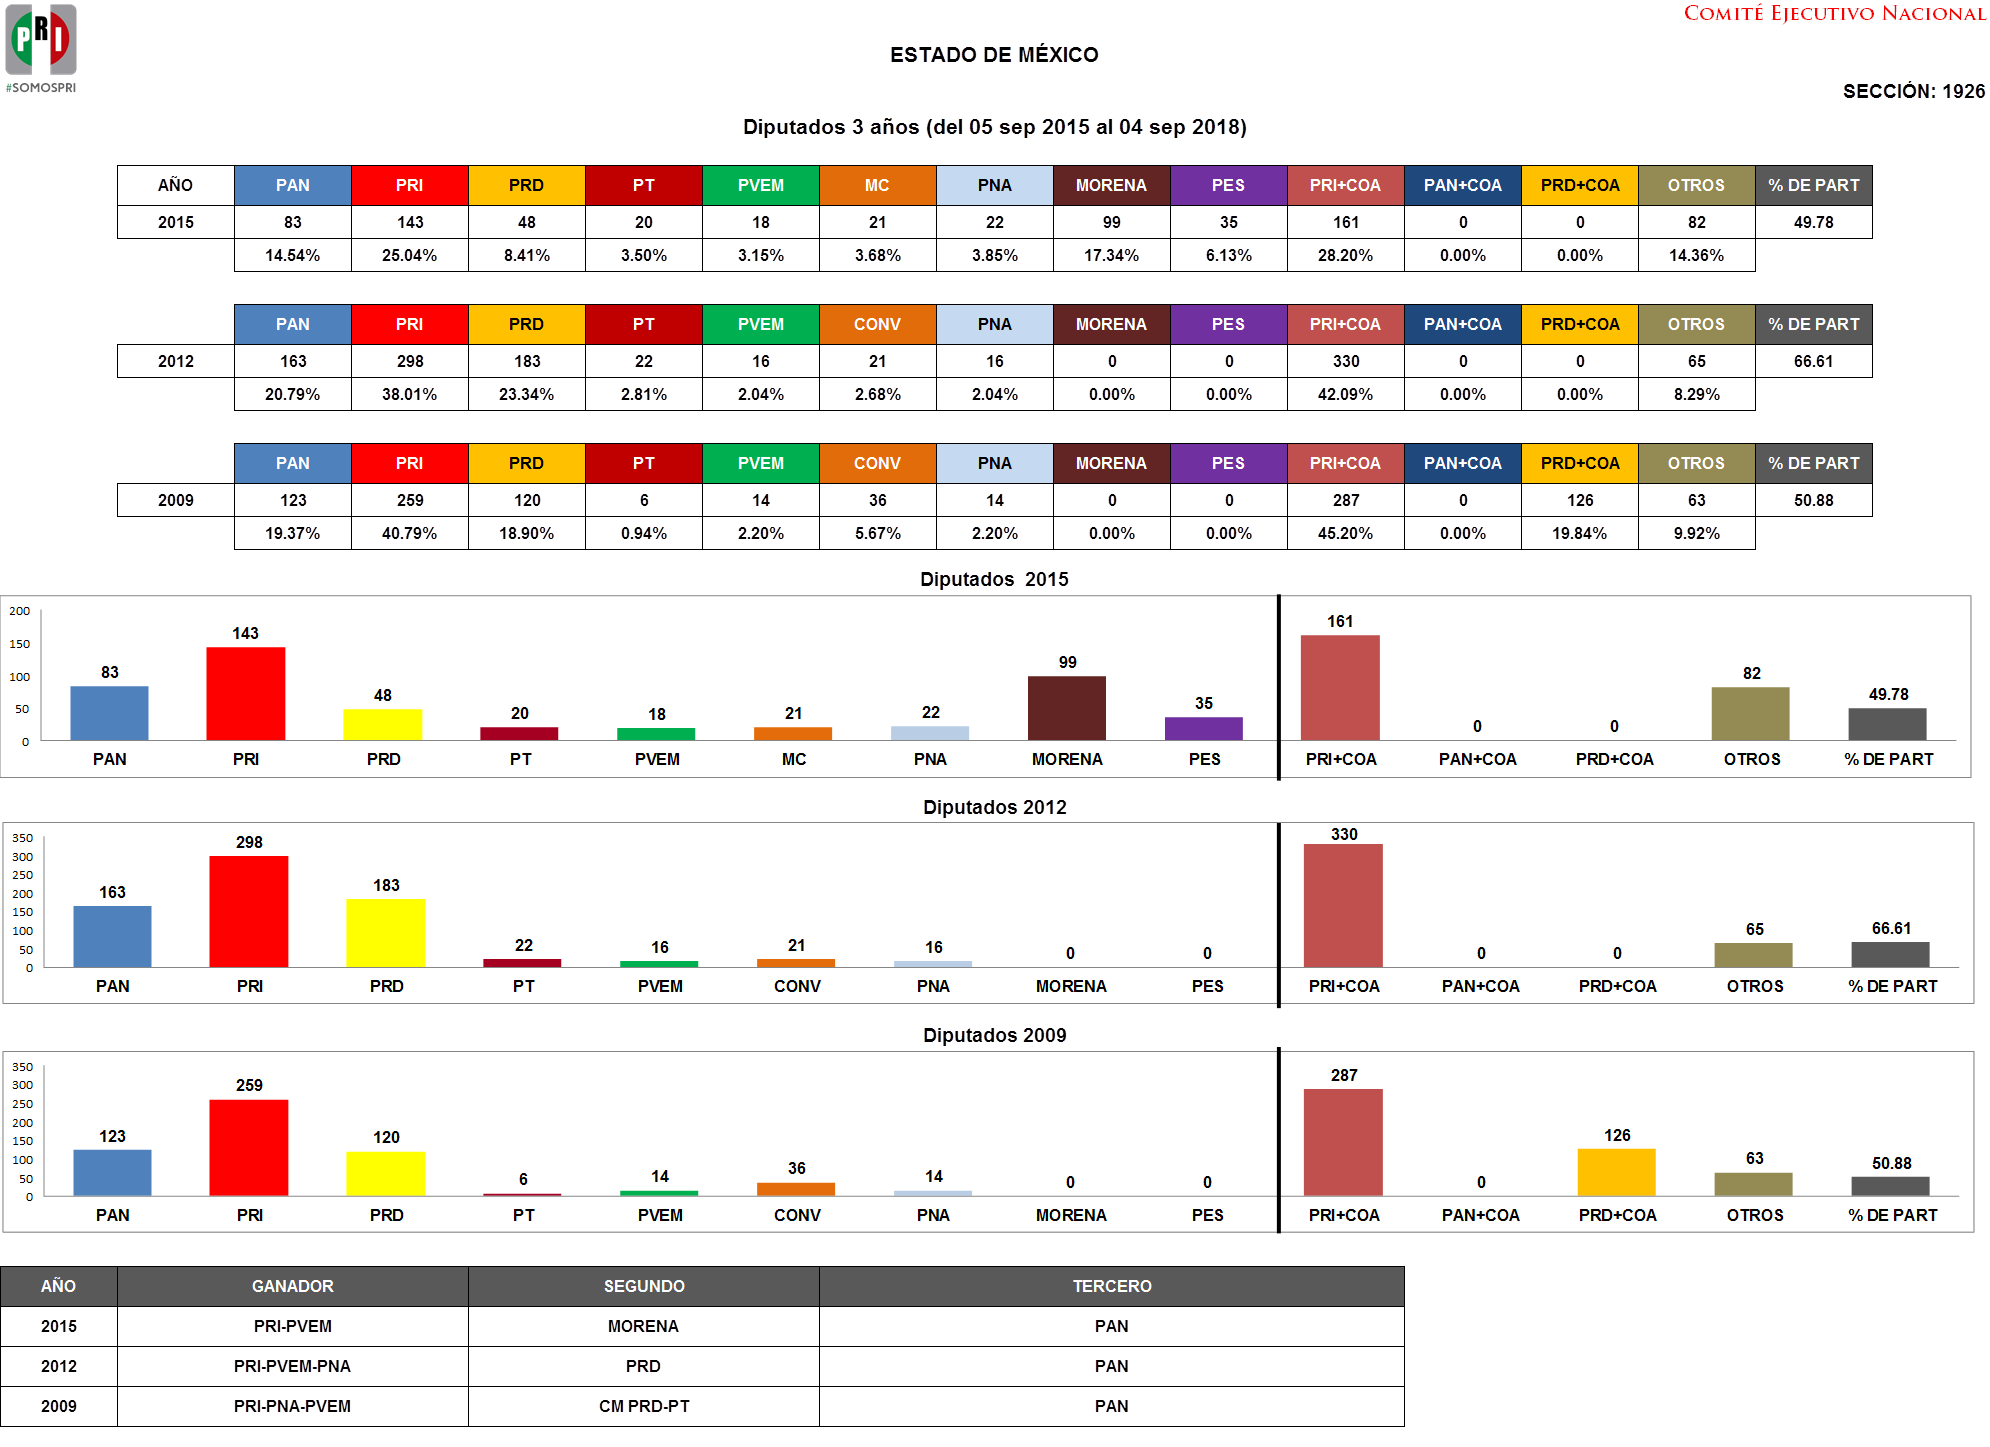 PRI
#SOMOSPRI
COMITÉ EJECUTIVO NACIONAL
ESTADO DE MÉXICO
SECCIÓN: 1926
Diputados 3 años (del 05 sep 2015 al 04 sep 2018)
AÑO PAN PRI PRD PT PVEM MC PNA MORENA PES PRI+COA PAN+COA PRD+COA OTROS % DE PART
2015 83 143 48 20 18 21 22 99 35 161 0 0 82 49.78
14.54% 25.04% 8.41% 3.50% 3.15% 3.68% 3.85% 17.34% 6.13% 28.20% 0.00% 0.00% 14.36%
PAN PRI PRD PT PVEM CONV PNA MORENA PES PRI+COA PAN+COA PRD+COA OTROS % DE PART
2012 163 298 183 22 16 21 16 0 0 330 0 0 65 66.61
20.79% 38.01% 23.34% 2.81% 2.04% 2.68% 2.04% 0.00% 0.00% 42.09% 0.00% 0.00% 8.29%
PAN PRI PRD PT PVEM CONV PNA MORENA PES PRI+COA PAN+COA PRD+COA OTROS % DE PART
2009 123 259 120 6 14 36 14 0 0 287 0 126 63 50.88
19.37% 40.79% 18.90% 0.94% 2.20% 5.67% 2.20% 0.00% 0.00% 45.20% 0.00% 19.84% 9.92%
Diputados 2015
200
150
100
50
0
83 143 48 20 18 21 22 99 35 161 0 0 82 49.78
PAN PRI PRD PT PVEM MC PNA MORENA PES PRI+COA PAN+COA PRD+COA OTROS % DE PART
Diputados 2012
350
300
250
200
150
100
50
0
163 298 183 22 16 21 16 0 0 330 0 0 65 66.61
PAN PRI PRD PT PVEM CONV PNA MORENA PES PRI+COA PAN+COA PRD+COA OTROS % DE PART
Diputados 2009
350
300
250
200
150
100
50
0
123 259 120 6 14 36 14 0 0 287 0 126 63 50.88
PAN PRI PRD PT PVEM CONV PNA MORENA PES PRI+COA PAN+COA PRD+COA OTROS % DE PART
AÑO GANADOR SEGUNDO TERCERO
2015 PRI-PVEM MORENA PAN
2012 PRI-PVEM-PNA PRD PAN
2009 PRI-PNA-PVEM CM PRD-PT PAN